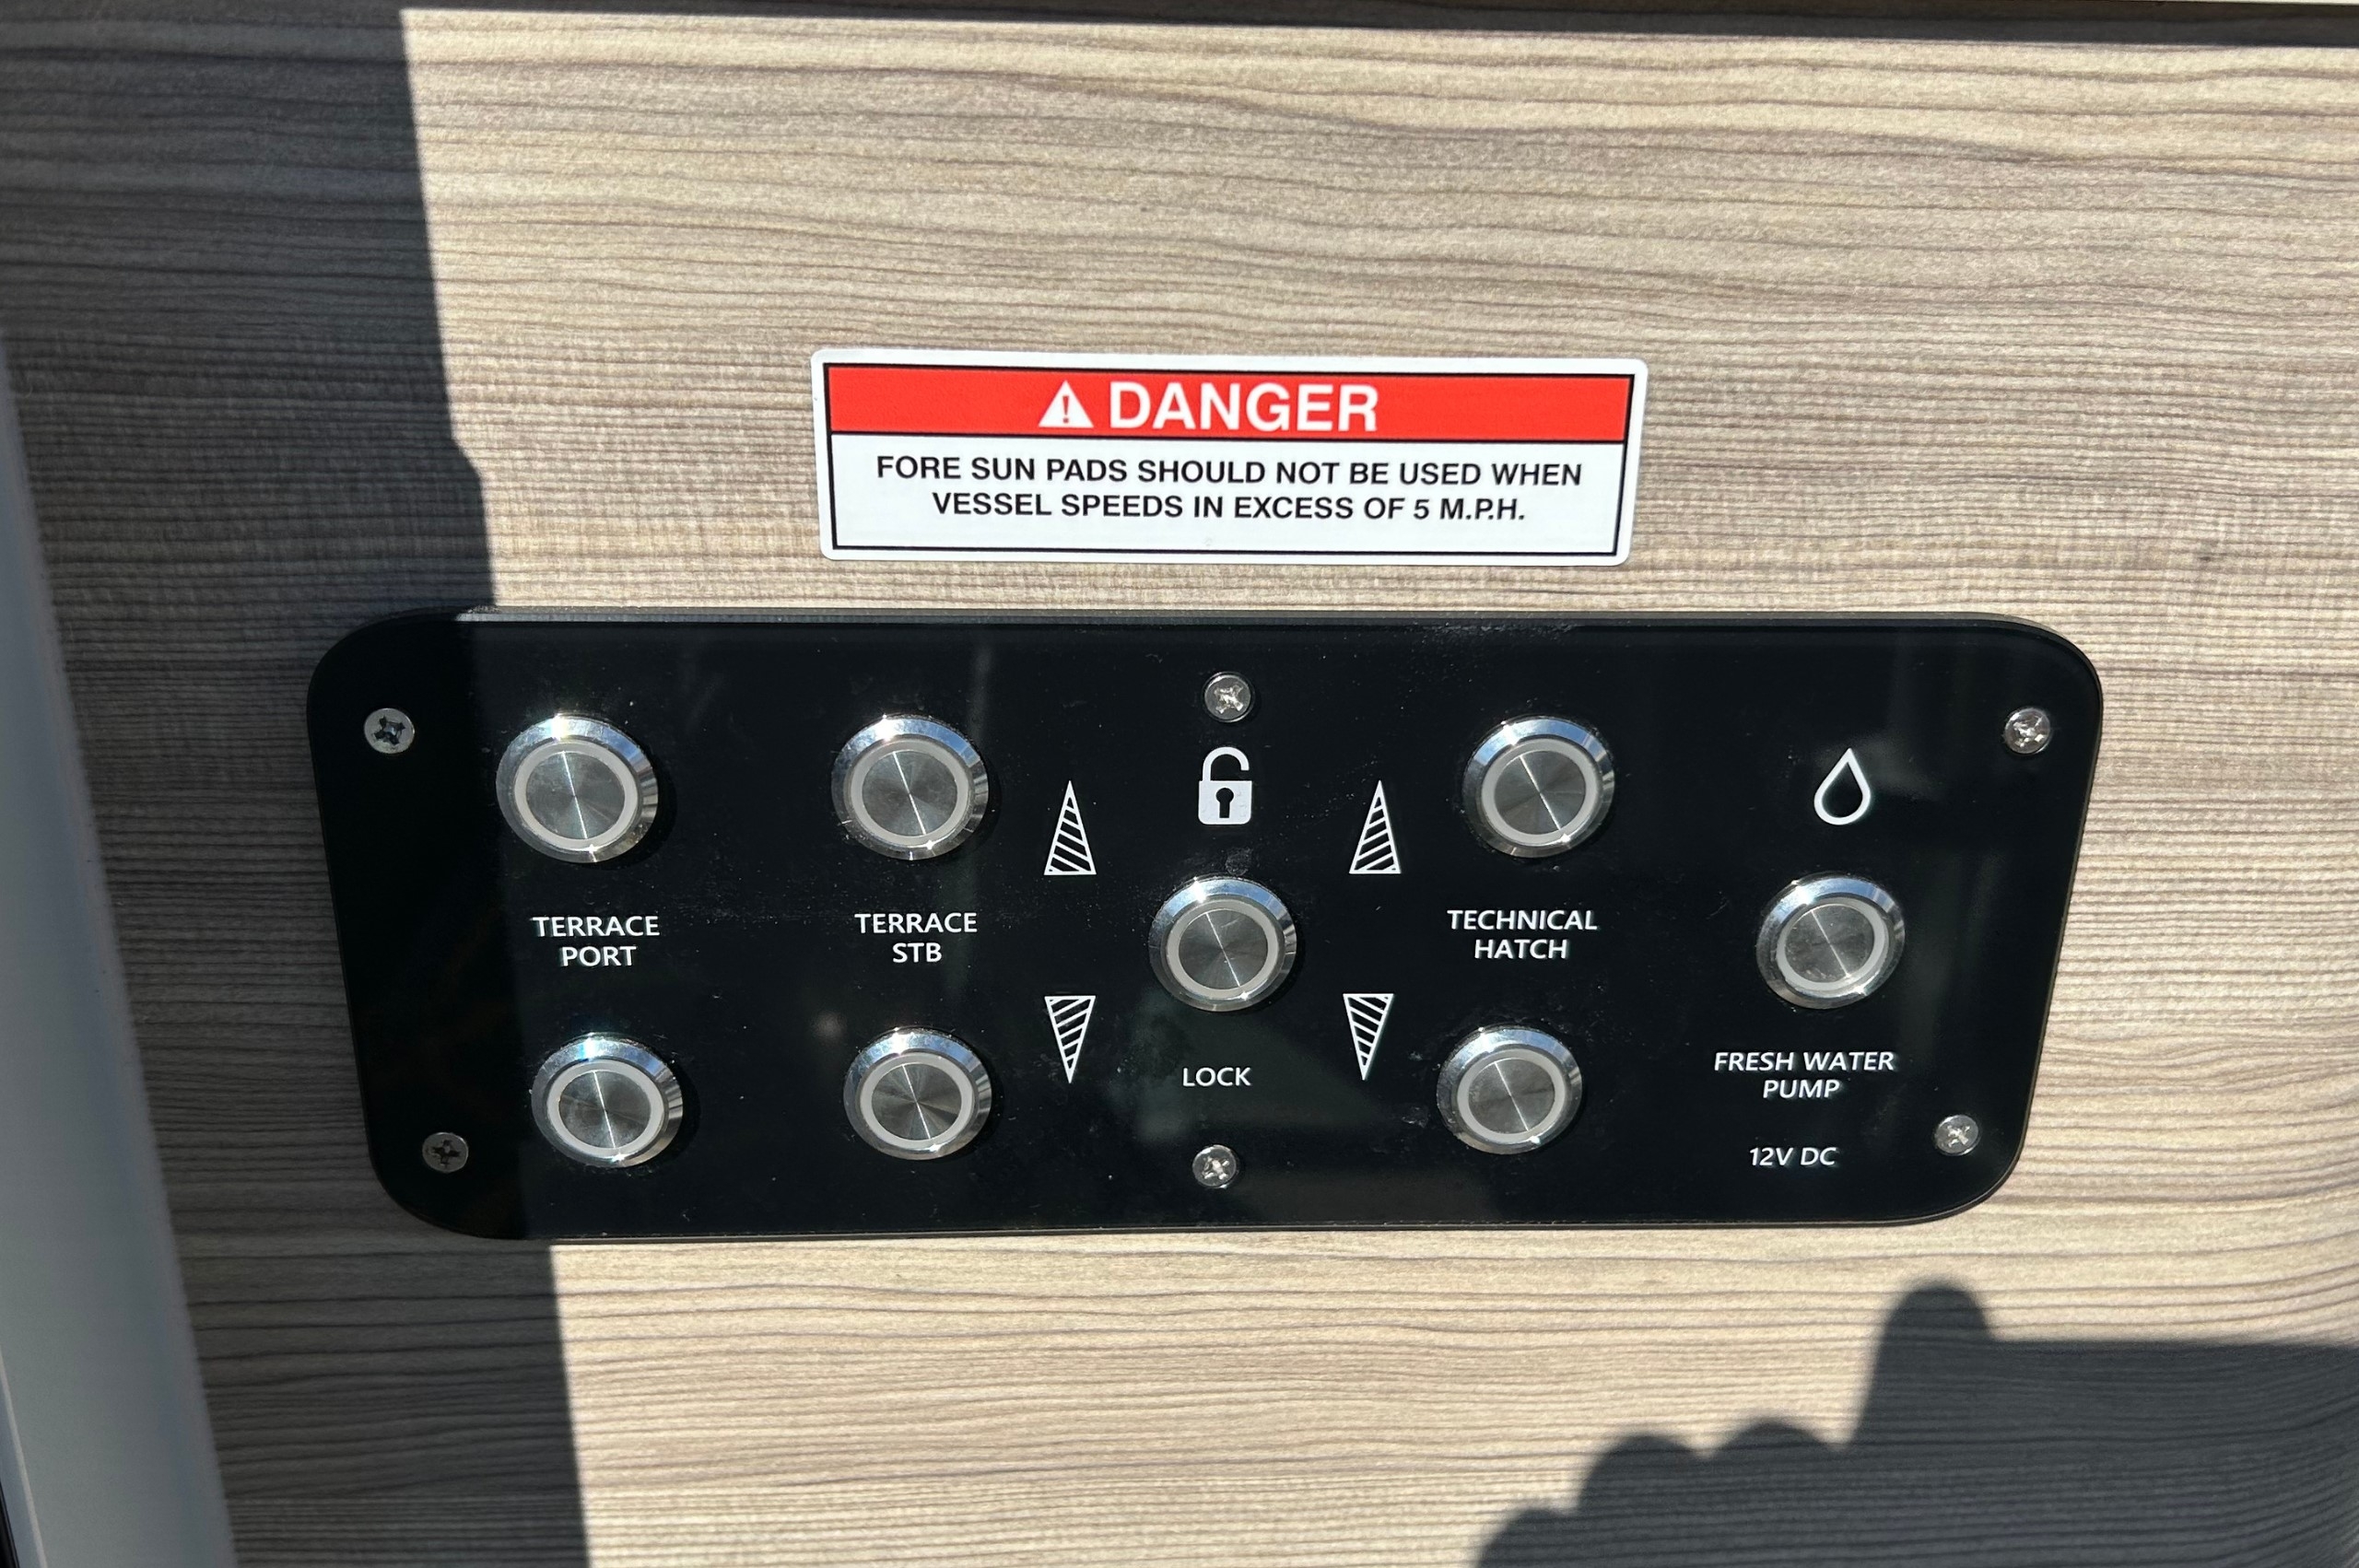 DANGER
FORE SUN PADS SHOULD NOT BE USED WHEN
VESSEL SPEEDS IN EXCESS OF 5 M.P.H.
TERRACE
PORT
TERRACE
STB
LOCK
TECHNICAL
HATCH
FRESH WATER
PUMP
12V DC